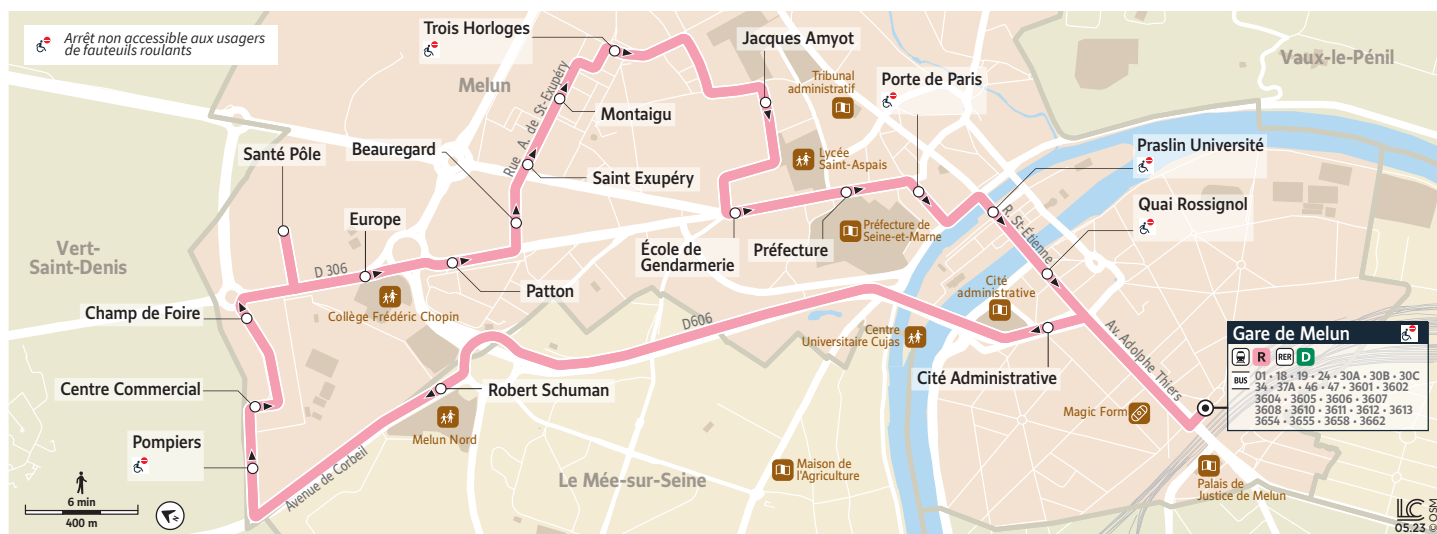 Arrêt non accessible aux usagers
de fauteuils roulants
Trois Horloges
Jacques Amyot
Vaux-le-Pénil
Melun
Tribunal
administratif
Porte de Paris
Rue A. de St-Exupéry
Montaigu
Santé Pôle
Beauregard
Lycée
Saint-Aspais
Praslin Université
Saint Exupéry
Quai Rossignol
Europe
R. St-Étienne
Préfecture de
Seine-et-Marne
Vert-
Saint-Denis
École de
Gendarmerie
Préfecture
D 306
Patton
Cité
administrative
Champ de Foire
Collège Frédéric Chopin
D606
Centre
Universitaire Cujas
Av. Adolphe Thiers
Gare de Melun
R
RER
D
BUS
01 • 18 • 19 • 24 • 30A • 30B • 30C
34 • 37A • 46 • 47 • 3601 • 3602
3604 • 3605 • 3606 • 3607
3608 • 3610 • 3611 • 3612 • 3613
3654 • 3655 • 3658 • 3662
Centre Commercial
Robert Schuman
Cité Administrative
Magic Form
Pompiers
Melun Nord
Avenue de Corbeil
Le Mée-sur-Seine
Maison de
l'Agriculture
Palais de
Justice de Melun
6 min
400 m
LC
05.23
© OSM